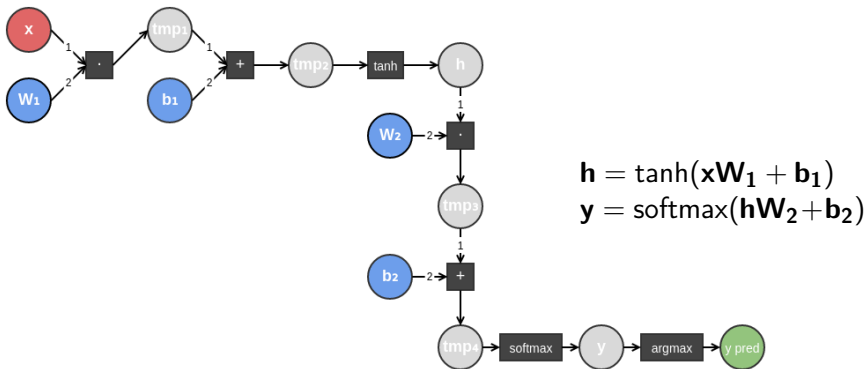 x
tmp₁
1
1
·
+
tmp₂
tanh
h
2
2
W₁
b₁
1
W₂
2
·
h = tanh(xW₁ + b₁)
y = softmax(hW₂+b₂)
tmp₃
1
b₂
2
+
tmp₄
softmax
y
argmax
y pred